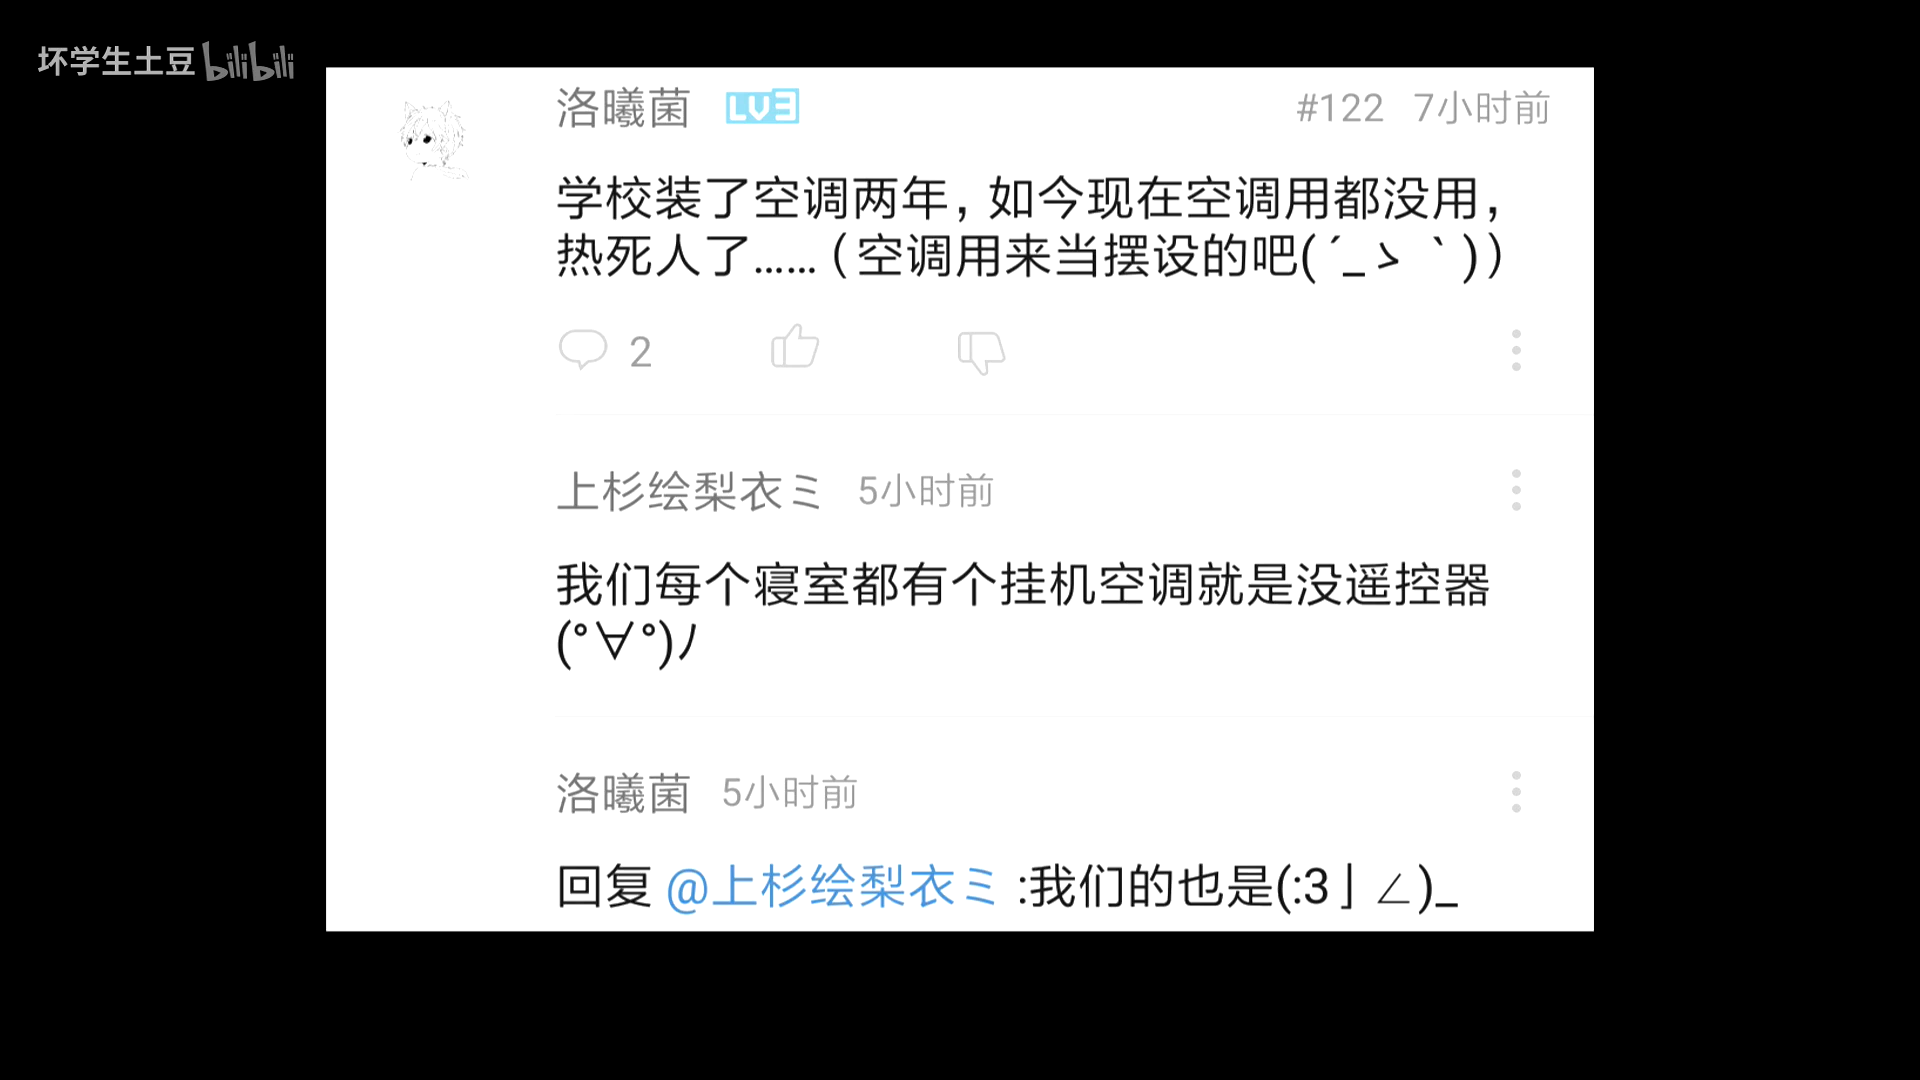 坏学生土豆 bilibili
洛曦菌 LV3 #122 7小时前
学校装了空调两年，如今现在空调用都没用，
热死人了……（空调用来当摆设的吧(´_ゝ｀)）
2
上杉绘梨衣ミ 5小时前
我们每个寝室都有个挂机空调就是没遥控器
(°∀°)ﾉ
洛曦菌 5小时前
回复 @上杉绘梨衣ミ :我们的也是(:3」∠)_